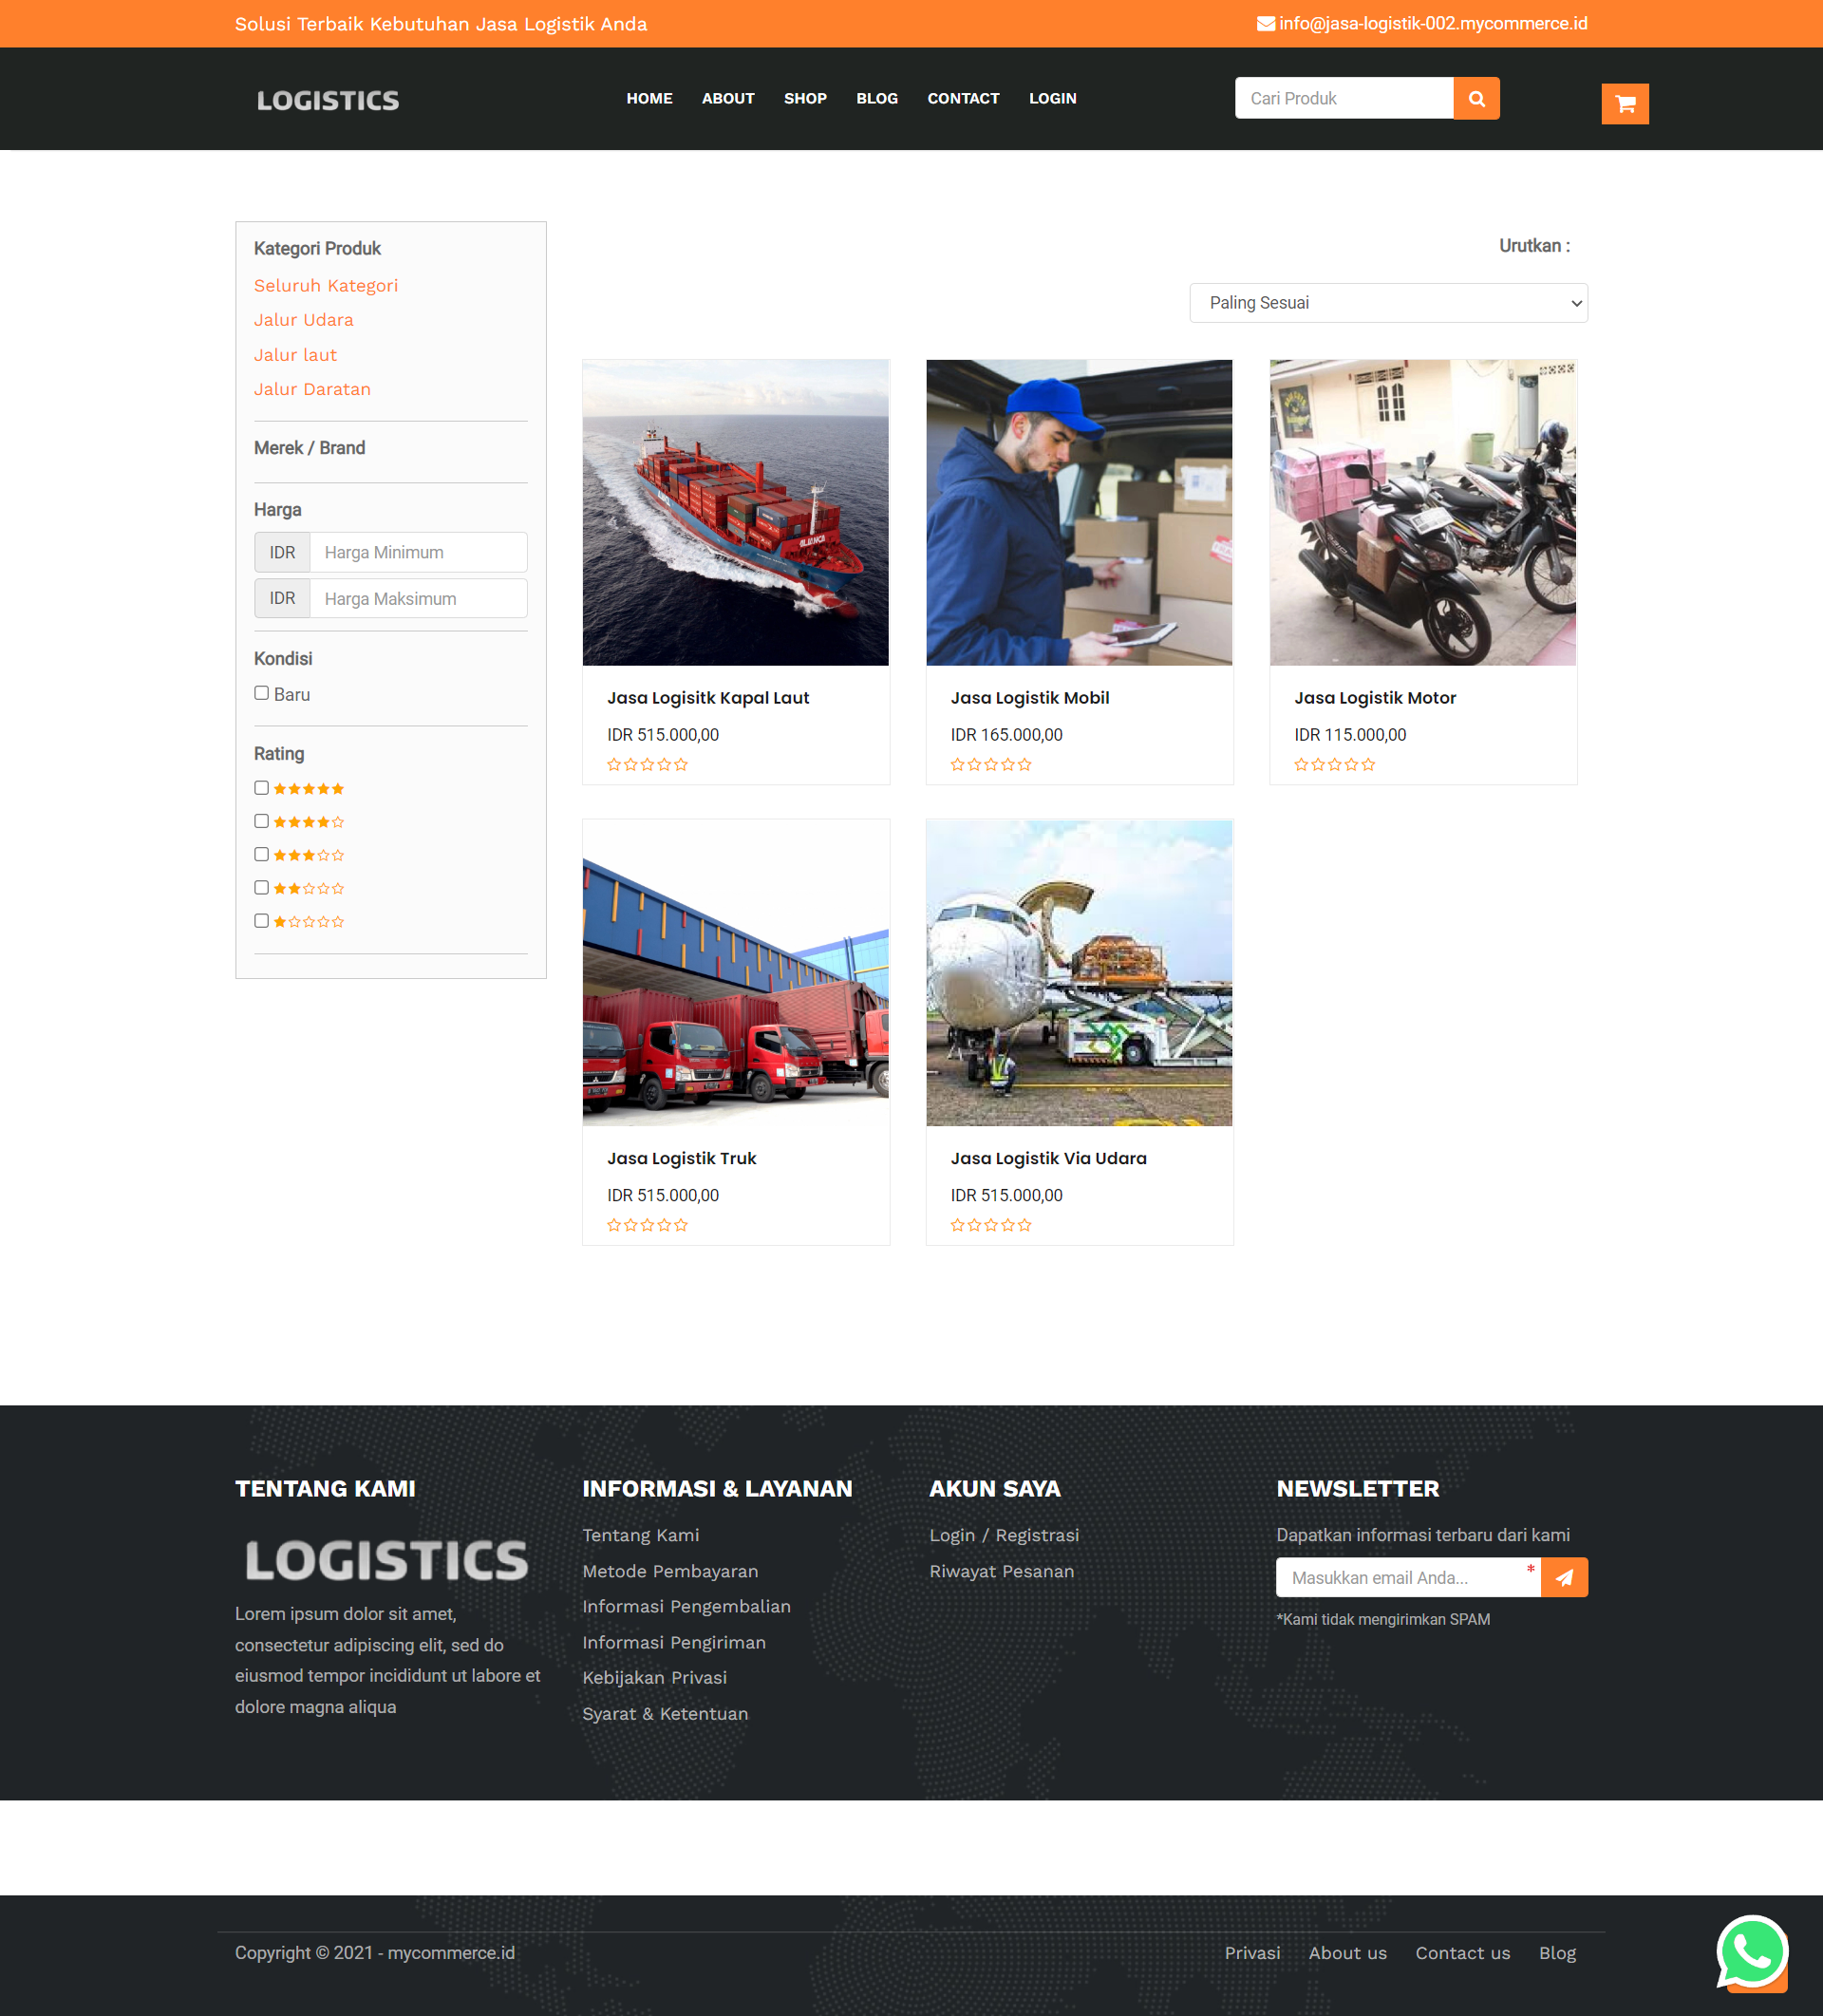 Solusi Terbaik Kebutuhan Jasa Logistik Anda
info@jasa-logistik-002.mycommerce.id
LOGISTICS
HOME ABOUT SHOP BLOG CONTACT LOGIN
Cari Produk
Kategori Produk
Seluruh Kategori
Jalur Udara
Jalur laut
Jalur Daratan
Merek / Brand
Harga
IDR Harga Minimum
IDR Harga Maksimum
Kondisi
Baru
Rating
Urutkan :
Paling Sesuai
ALIANCA
Jasa Logisitk Kapal Laut
IDR 515.000,00
Jasa Logistik Mobil
IDR 165.000,00
Jasa Logistik Motor
IDR 115.000,00
Jasa Logistik Truk
IDR 515.000,00
Jasa Logistik Via Udara
IDR 515.000,00
TENTANG KAMI
LOGISTICS
Lorem ipsum dolor sit amet,
consectetur adipiscing elit, sed do
eiusmod tempor incididunt ut labore et
dolore magna aliqua
INFORMASI & LAYANAN
Tentang Kami
Metode Pembayaran
Informasi Pengembalian
Informasi Pengiriman
Kebijakan Privasi
Syarat & Ketentuan
AKUN SAYA
Login / Registrasi
Riwayat Pesanan
NEWSLETTER
Dapatkan informasi terbaru dari kami
Masukkan email Anda... *
*Kami tidak mengirimkan SPAM
Copyright © 2021 - mycommerce.id
Privasi About us Contact us Blog